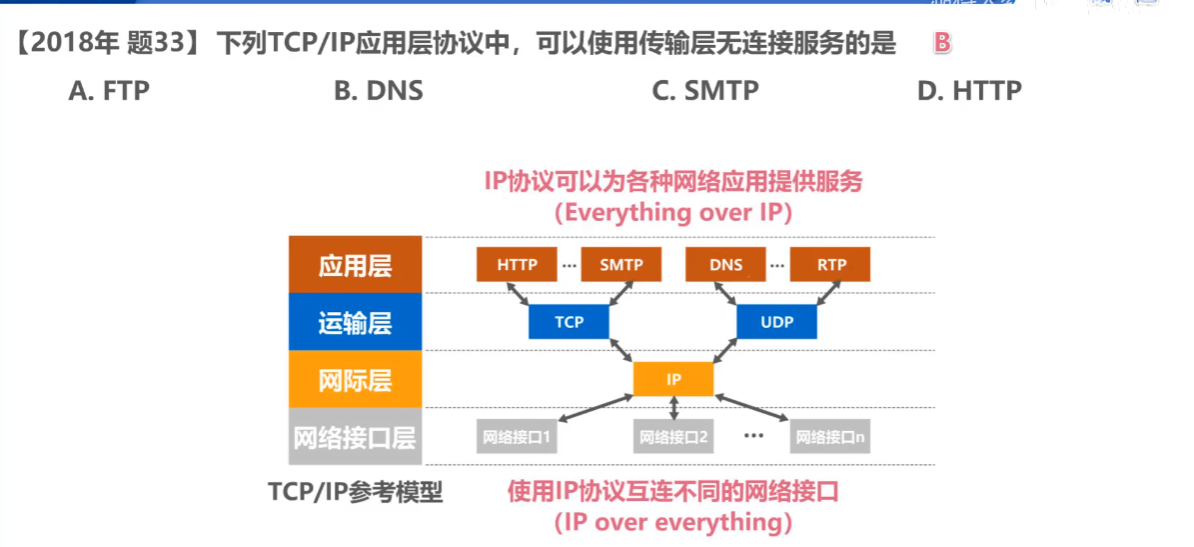 【2018年 题33】下列TCP/IP应用层协议中，可以使用传输层无连接服务的是 B
A. FTP B. DNS C. SMTP D. HTTP
IP协议可以为各种网络应用提供服务
（Everything over IP）
应用层 HTTP … SMTP DNS … RTP
运输层 TCP UDP
网际层 IP
网络接口层 网络接口1 网络接口2 … 网络接口n
TCP/IP参考模型 使用IP协议互连不同的网络接口
（IP over everything）